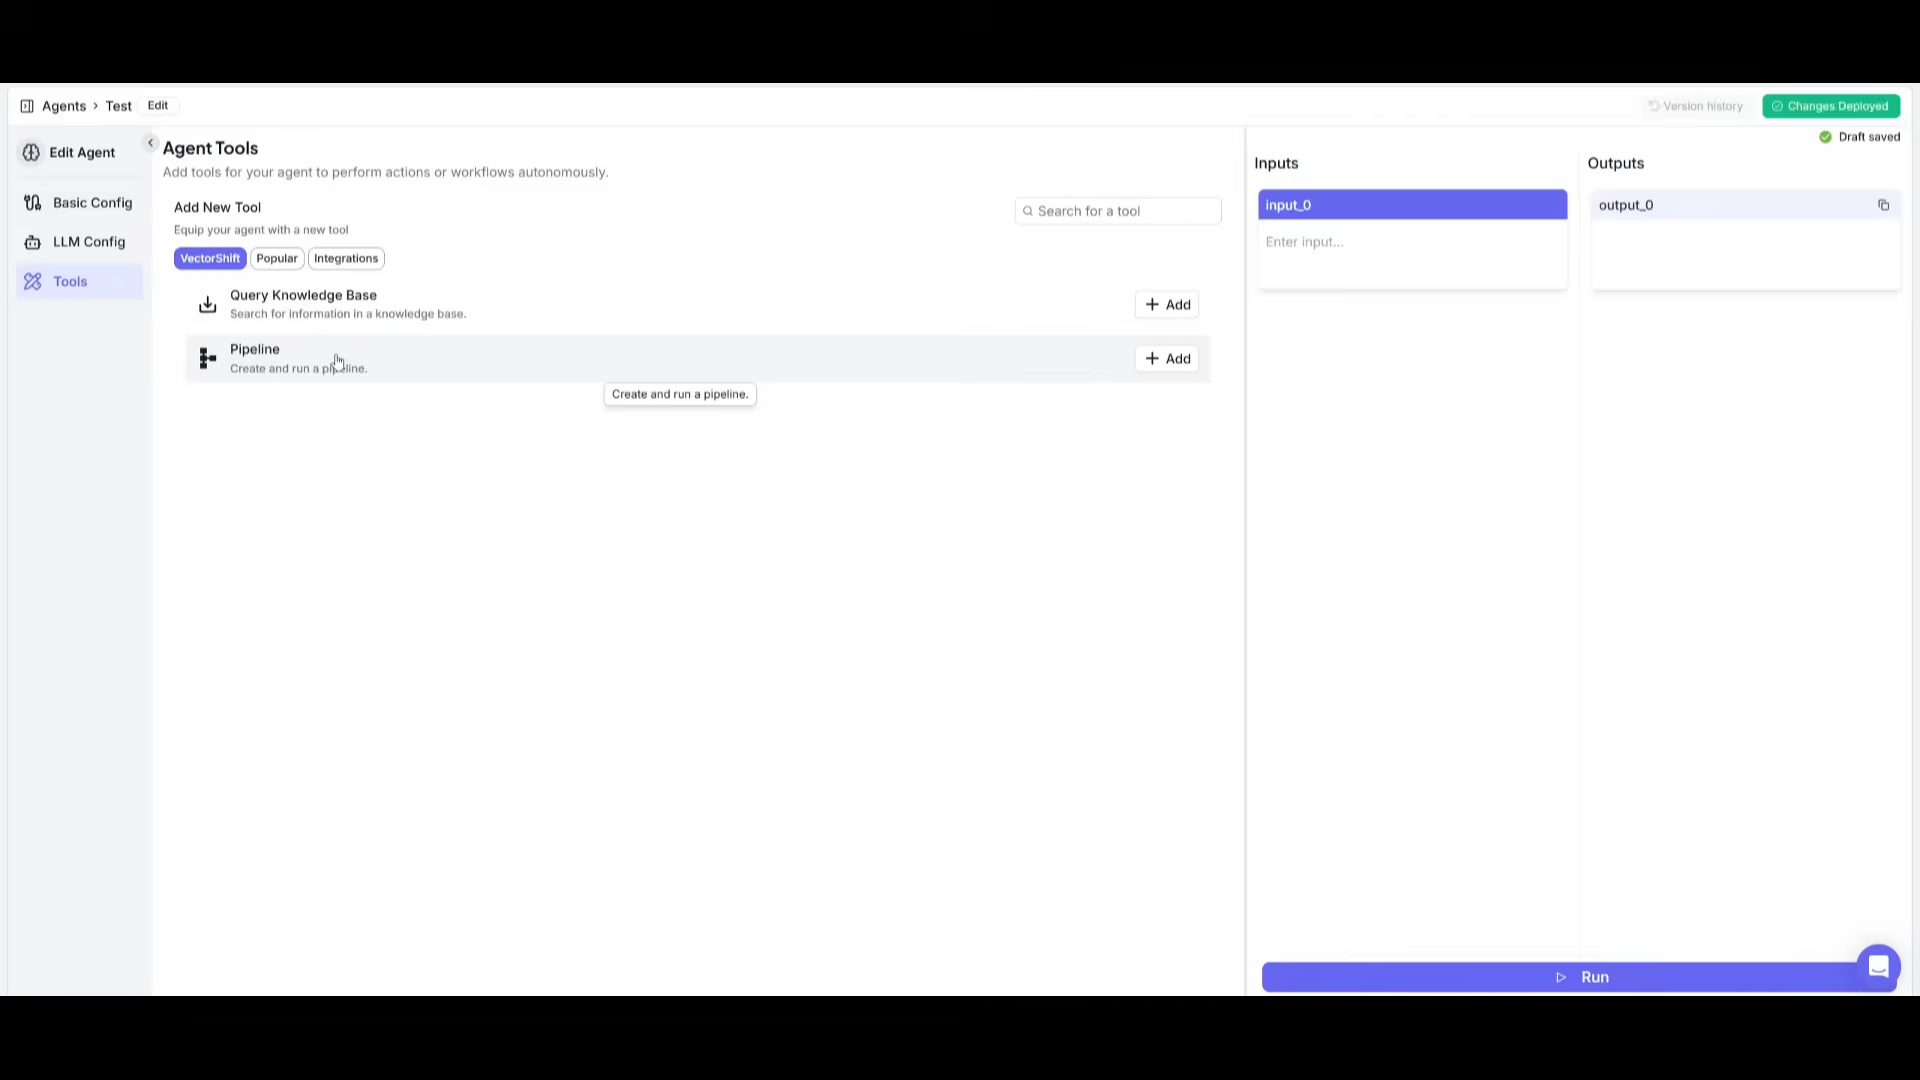 Agents › Test Edit
Version history
Changes Deployed
Draft saved
Edit Agent
Basic Config
LLM Config
Tools
Agent Tools
Add tools for your agent to perform actions or workflows autonomously.
Add New Tool
Equip your agent with a new tool
Search for a tool
VectorShift Popular Integrations
Query Knowledge Base
Search for information in a knowledge base.
+ Add
Pipeline
Create and run a pipeline.
+ Add
Create and run a pipeline.
Inputs
input_0
Enter input...
Outputs
output_0
Run